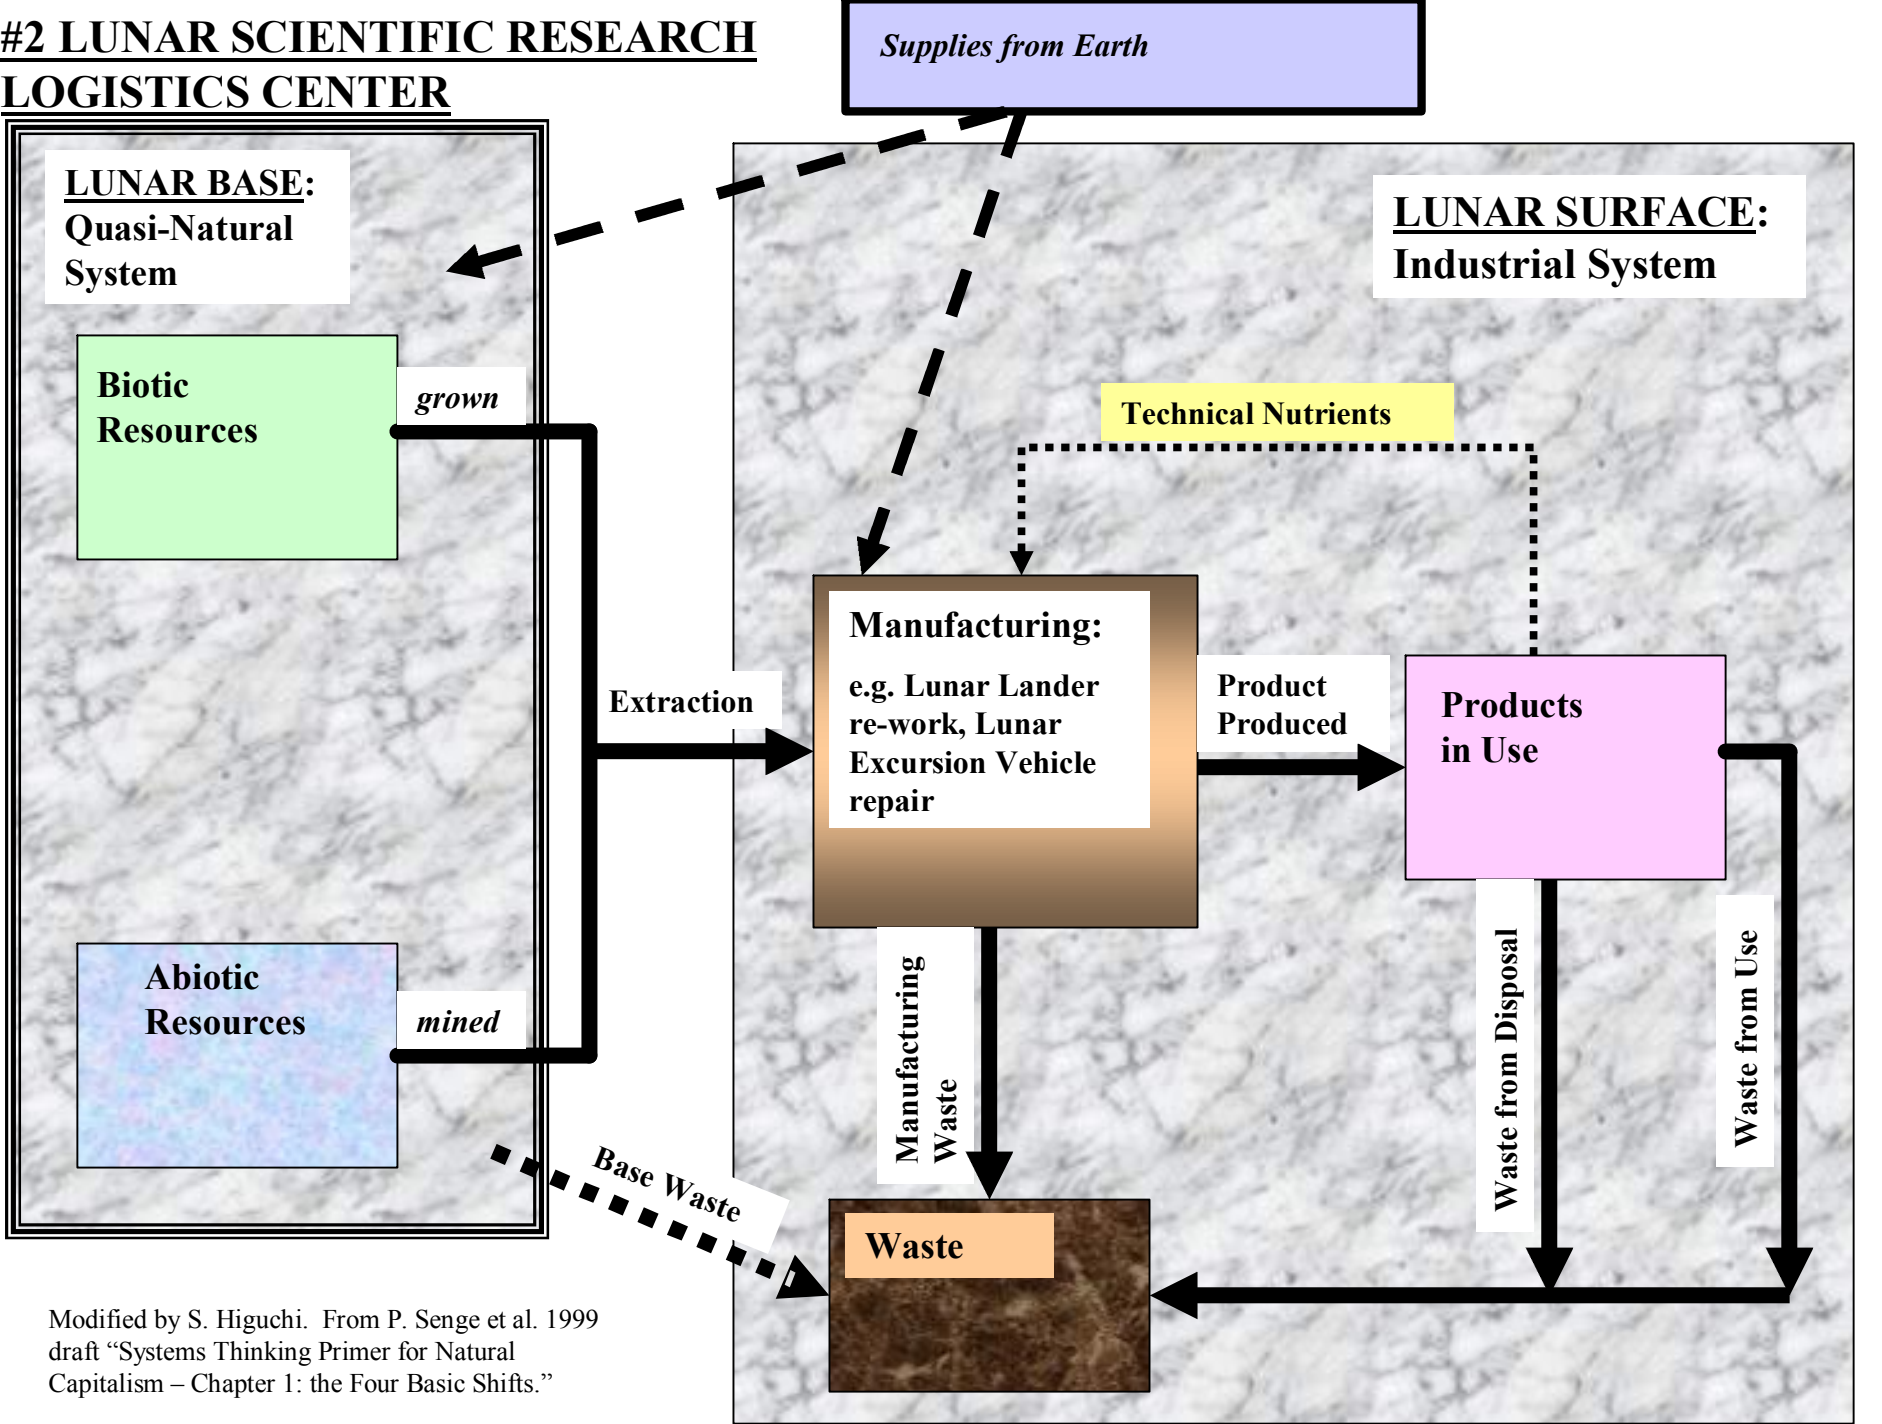 #2 LUNAR SCIENTIFIC RESEARCH
LOGISTICS CENTER
Supplies from Earth
LUNAR BASE:
Quasi-Natural
System
LUNAR SURFACE:
Industrial System
Biotic
Resources
grown
Technical Nutrients
Extraction
Manufacturing:
e.g. Lunar Lander
re-work, Lunar
Excursion Vehicle
repair
Product
Produced
Products
in Use
Abiotic
Resources
mined
Manufacturing
Waste
Waste from Disposal
Waste from Use
Base Waste
Waste
Modified by S. Higuchi.  From P. Senge et al. 1999
draft “Systems Thinking Primer for Natural
Capitalism – Chapter 1: the Four Basic Shifts.”